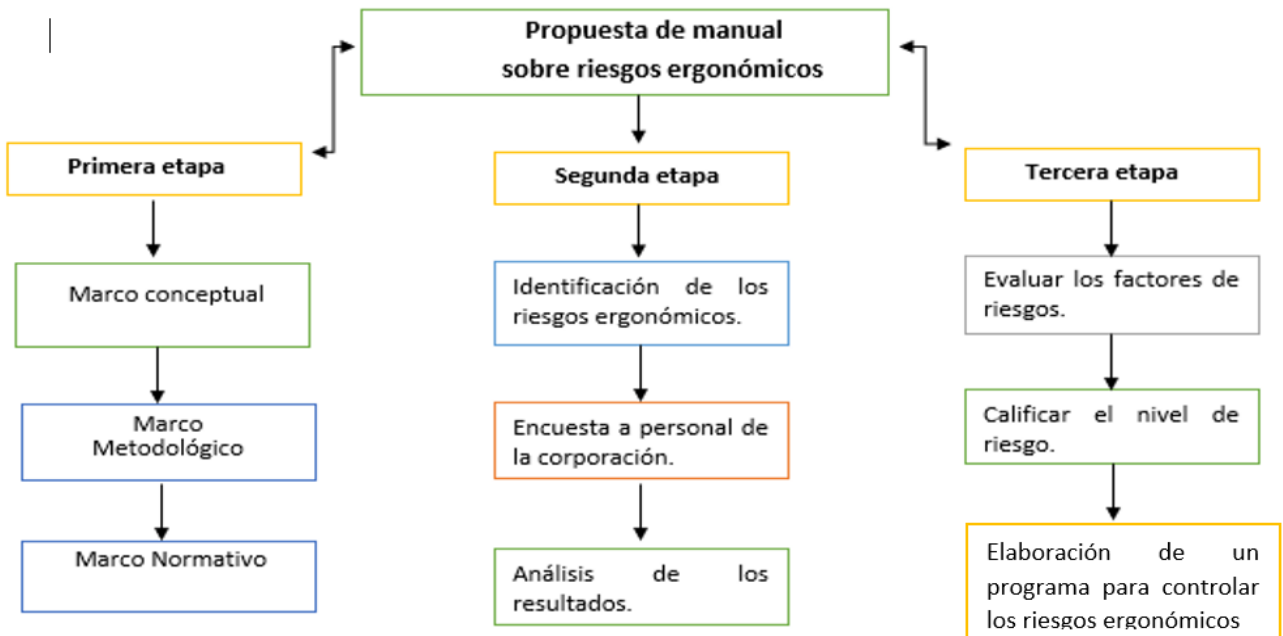 Propuesta de manual
sobre riesgos ergonómicos
Primera etapa
Marco conceptual
Marco
Metodológico
Marco Normativo
Segunda etapa
Identificación de los
riesgos ergonómicos.
Encuesta a personal de
la corporación.
Análisis de los
resultados.
Tercera etapa
Evaluar los factores de
riesgos.
Calificar el nivel de
riesgo.
Elaboración de un
programa para controlar
los riesgos ergonómicos